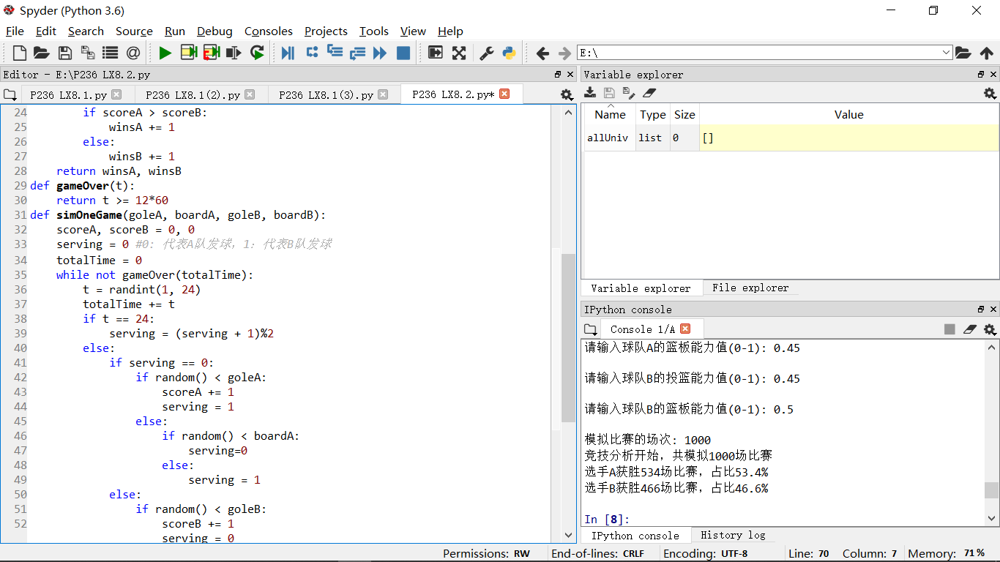 Spyder (Python 3.6)
File Edit Search Source Run Debug Consoles Projects Tools View Help
E:\
Editor - E:\P236 LX8.2.py
P236 LX8.1.py P236 LX8.1(2).py P236 LX8.1(3).py P236 LX8.2.py*
24 if scoreA > scoreB:
25 winsA += 1
26 else:
27 winsB += 1
28 return winsA, winsB
29 def gameOver(t):
30 return t >= 12*60
31 def simOneGame(goleA, boardA, goleB, boardB):
32 scoreA, scoreB = 0, 0
33 serving = 0 #0: 代表A队发球, 1: 代表B队发球
34 totalTime = 0
35 while not gameOver(totalTime):
36 t = randint(1, 24)
37 totalTime += t
38 if t == 24:
39 serving = (serving + 1)%2
40 else:
41 if serving == 0:
42 if random() < goleA:
43 scoreA += 1
44 serving = 1
45 else:
46 if random() < boardA:
47 serving=0
48 else:
49 serving = 1
50 else:
51 if random() < goleB:
52 scoreB += 1
serving = 0
Variable explorer
Name Type Size Value
allUniv list 0 []
Variable explorer File explorer
IPython console
Console 1/A
请输入球队A的篮板能力值(0-1): 0.45
请输入球队B的投篮能力值(0-1): 0.45
请输入球队B的篮板能力值(0-1): 0.5
模拟比赛的场次: 1000
竞技分析开始, 共模拟1000场比赛
选手A获胜534场比赛, 占比53.4%
选手B获胜466场比赛, 占比46.6%
In [8]:
IPython console History log
Permissions: RW End-of-lines: CRLF Encoding: UTF-8 Line: 70 Column: 7 Memory: 71%